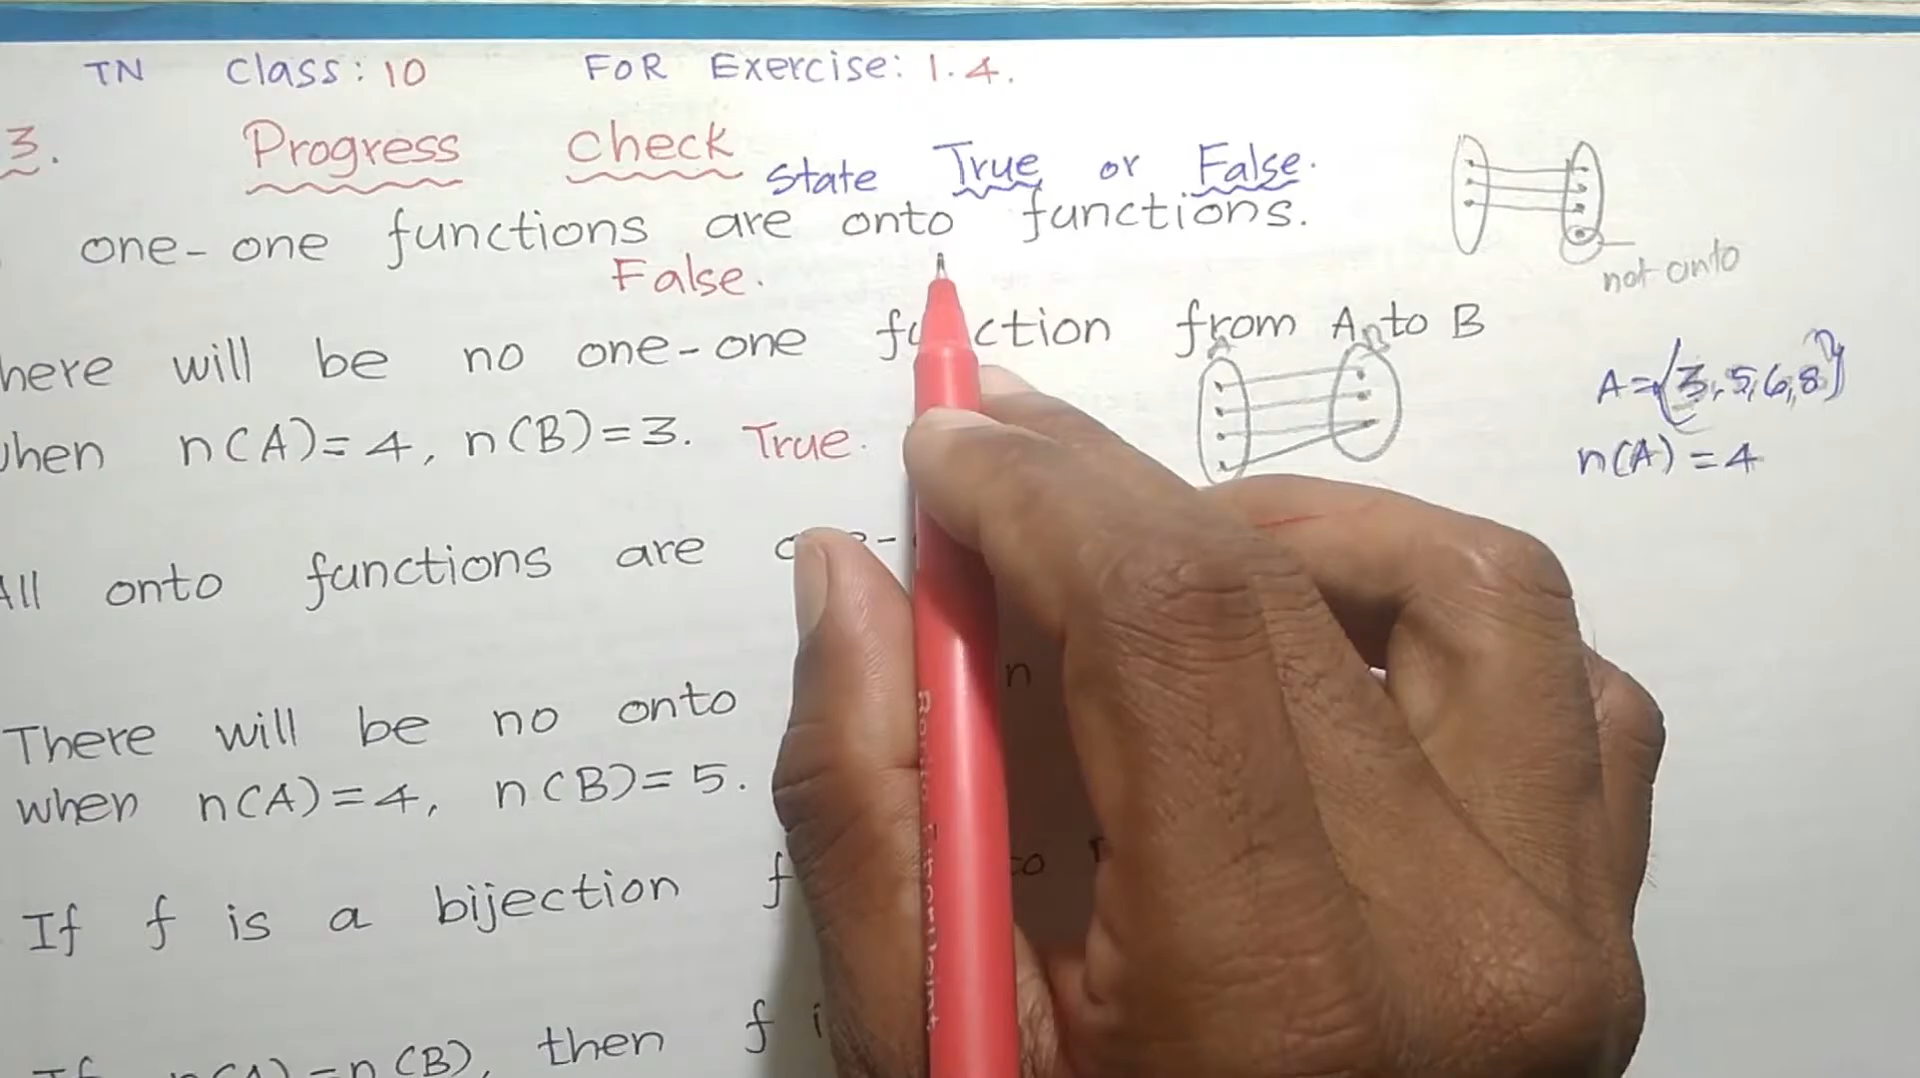 TN Class: 10 FOR Exercise: 1.4.
3. Progress check
State True or False.
one-one functions are onto functions.
False.
not onto
here will be no one-one function from A to B
when n(A)=4, n(B)=3. True.
A={3,5,6,8}
n(A)=4
All onto functions are
There will be no onto
when n(A)=4, n(B)=5.
If f is a bijection f
n(A)=n(B), then f